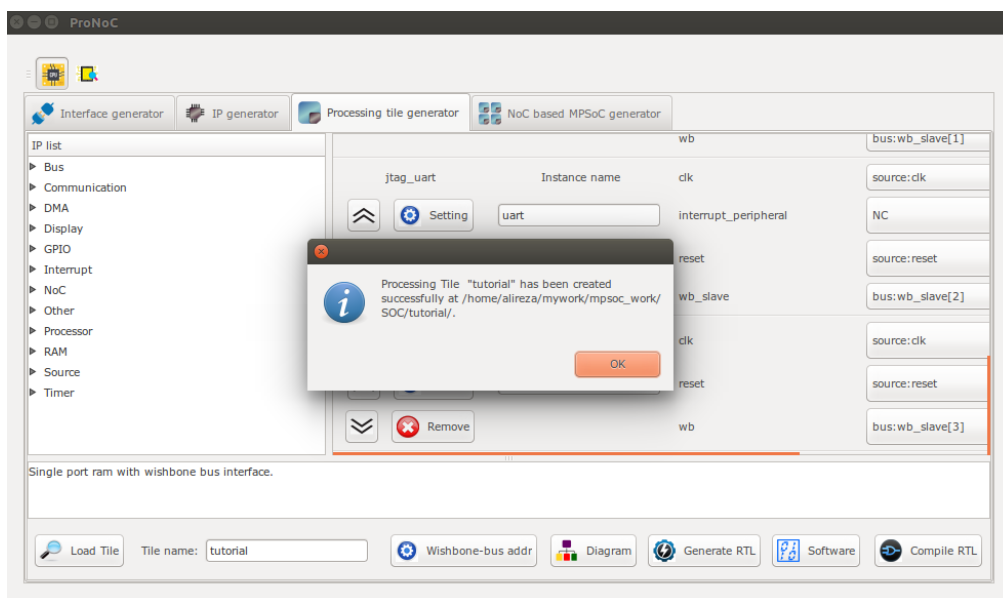 ProNoC
Interface generator
IP generator
Processing tile generator
NoC based MPSoC generator
IP list
Bus
Communication
DMA
Display
GPIO
Interrupt
NoC
Other
Processor
RAM
Source
Timer
wb
bus:wb_slave[1]
jtag_uart
Instance name
clk
source:clk
Setting
uart
interrupt_peripheral
NC
reset
source:reset
wb_slave
bus:wb_slave[2]
Processing Tile "tutorial" has been created
successfully at /home/alireza/mywork/mpsoc_work/
SOC/tutorial/.
OK
clk
source:clk
reset
source:reset
Remove
wb
bus:wb_slave[3]
Single port ram with wishbone bus interface.
Load Tile
Tile name:
tutorial
Wishbone-bus addr
Diagram
Generate RTL
Software
Compile RTL